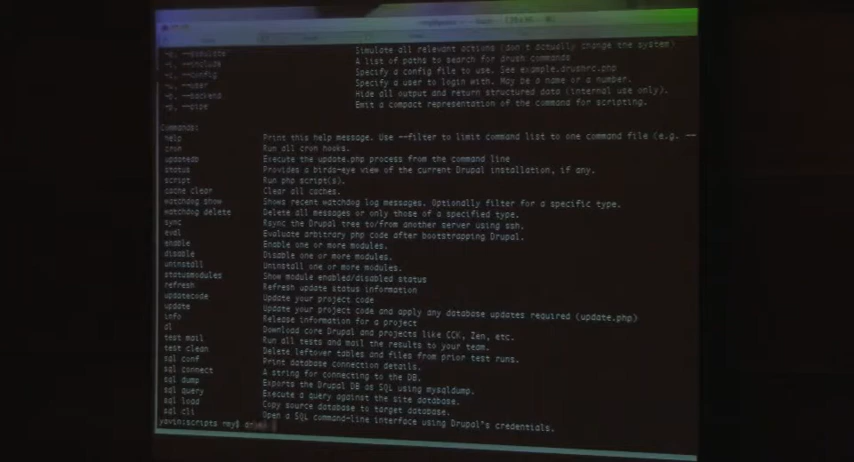 -s, --simulate Simulate all relevant actions (don't actually change the system)
-i, --include A list of paths to search for drush commands
-c, --config Specify a config file to use. See example.drushrc.php
-u, --user Specify a user to login with. May be a name or a number.
-b, --backend Hide all output and return structured data (internal use only).
-p, --pipe Emit a compact representation of the command for scripting.
Commands:
help Print this help message. Use --filter to limit command list to one command file (e.g. --
cron Run all cron hooks.
updatedb Execute the update.php process from the command line
status Provides a birds-eye view of the current Drupal installation, if any.
script Run php script(s).
cache clear Clear all caches.
watchdog show Shows recent watchdog log messages. Optionally filter for a specific type.
watchdog delete Delete all messages or only those of a specified type.
sync Rsync the Drupal tree to/from another server using ssh.
eval Evaluate arbitrary php code after bootstrapping Drupal.
enable Enable one or more modules.
disable Disable one or more modules.
uninstall Uninstall one or more modules.
statusmodules Show module enabled/disabled status
refresh Refresh update status information
updatecode Update your project code
update Update your project code and apply any database updates required (update.php)
info Release information for a project
dl Download core Drupal and projects like CCK, Zen, etc.
test mail Run all tests and mail the results to your team.
test clean Delete leftover tables and files from prior test runs.
sql conf Print database connection details.
sql connect A string for connecting to the DB.
sql dump Exports the Drupal DB as SQL using mysqldump.
sql query Execute a query against the site database.
sql load Copy source database to target database.
sql cli Open a SQL command-line interface using Drupal's credentials.
yavin:scripts rmy$